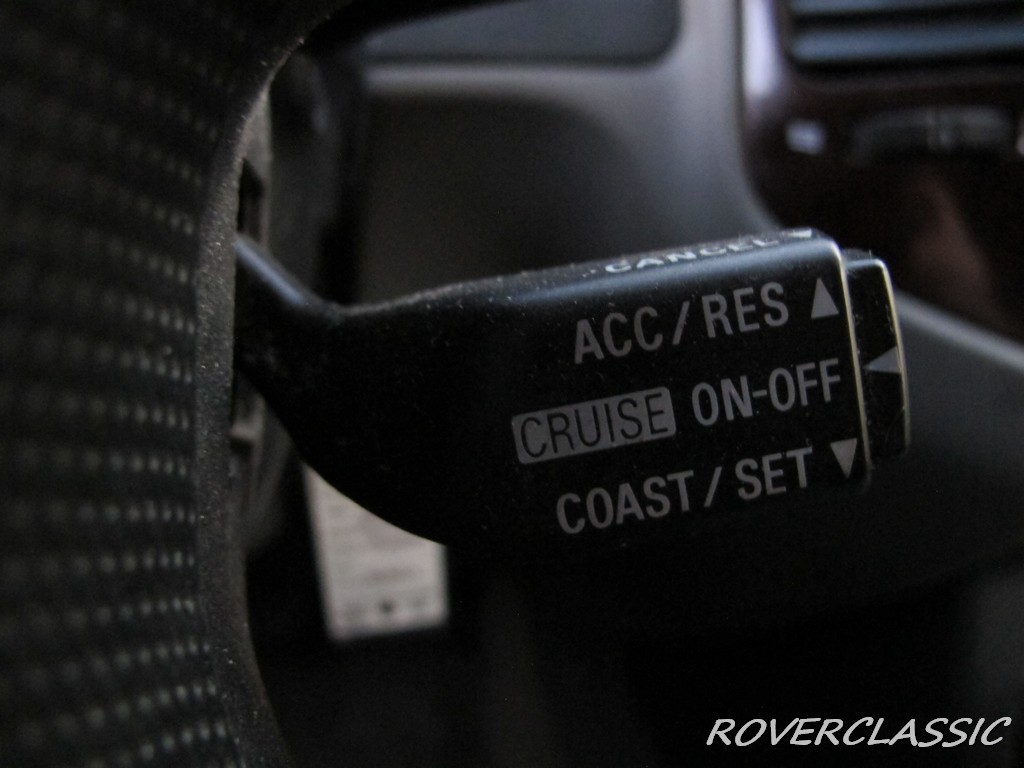 CANCEL
ACC/RES ▲
CRUISE ON-OFF
COAST/SET ▼
ROVERCLASSIC